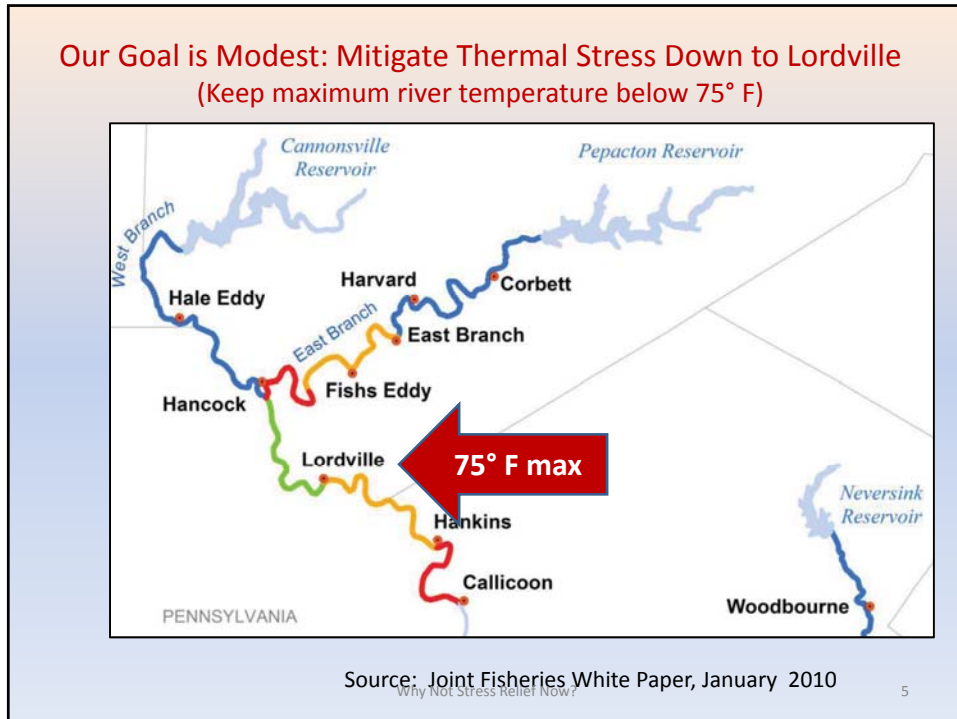 Our Goal is Modest: Mitigate Thermal Stress Down to Lordville
(Keep maximum river temperature below 75° F)
Cannonsville
Reservoir
Pepacton Reservoir
West Branch
Hale Eddy
Harvard
Corbett
East Branch
East Branch
Fishs Eddy
Hancock
Lordville
75° F max
Hankins
Neversink
Reservoir
Callicoon
Woodbourne
PENNSYLVANIA
Source: Joint Fisheries White Paper, January 2010
Why Not Stress Relief Now?
5